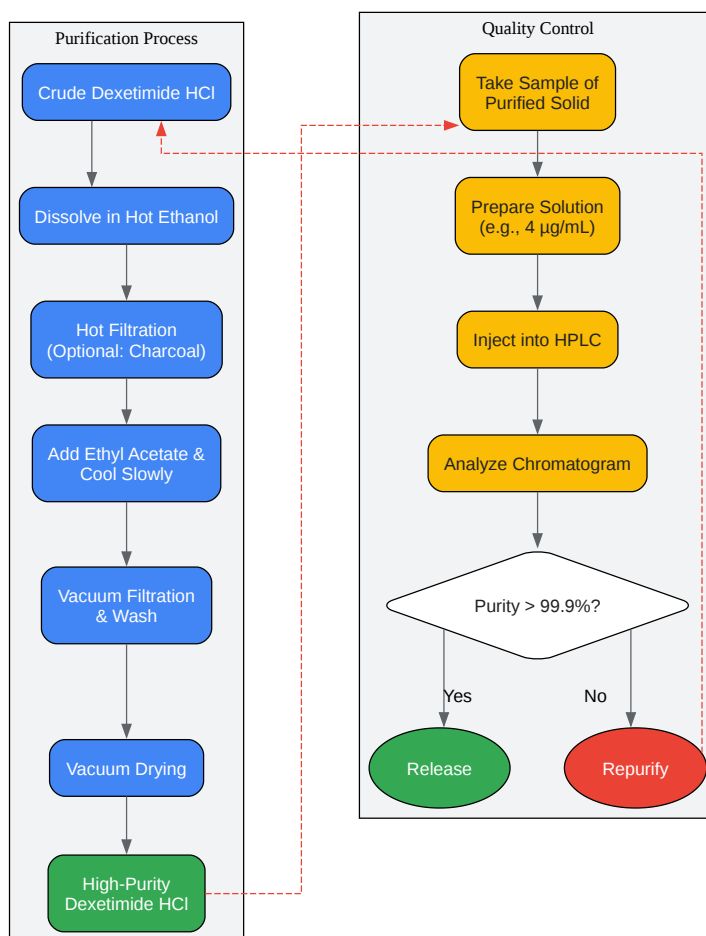 Purification Process
Crude Dexetimide HCl
Dissolve in Hot Ethanol
Hot Filtration
(Optional: Charcoal)
Add Ethyl Acetate &
Cool Slowly
Vacuum Filtration
& Wash
Vacuum Drying
High-Purity
Dexetimide HCl
Quality Control
Take Sample of
Purified Solid
Prepare Solution
(e.g., 4 µg/mL)
Inject into HPLC
Analyze Chromatogram
Purity > 99.9%?
Yes
No
Release
Repurify